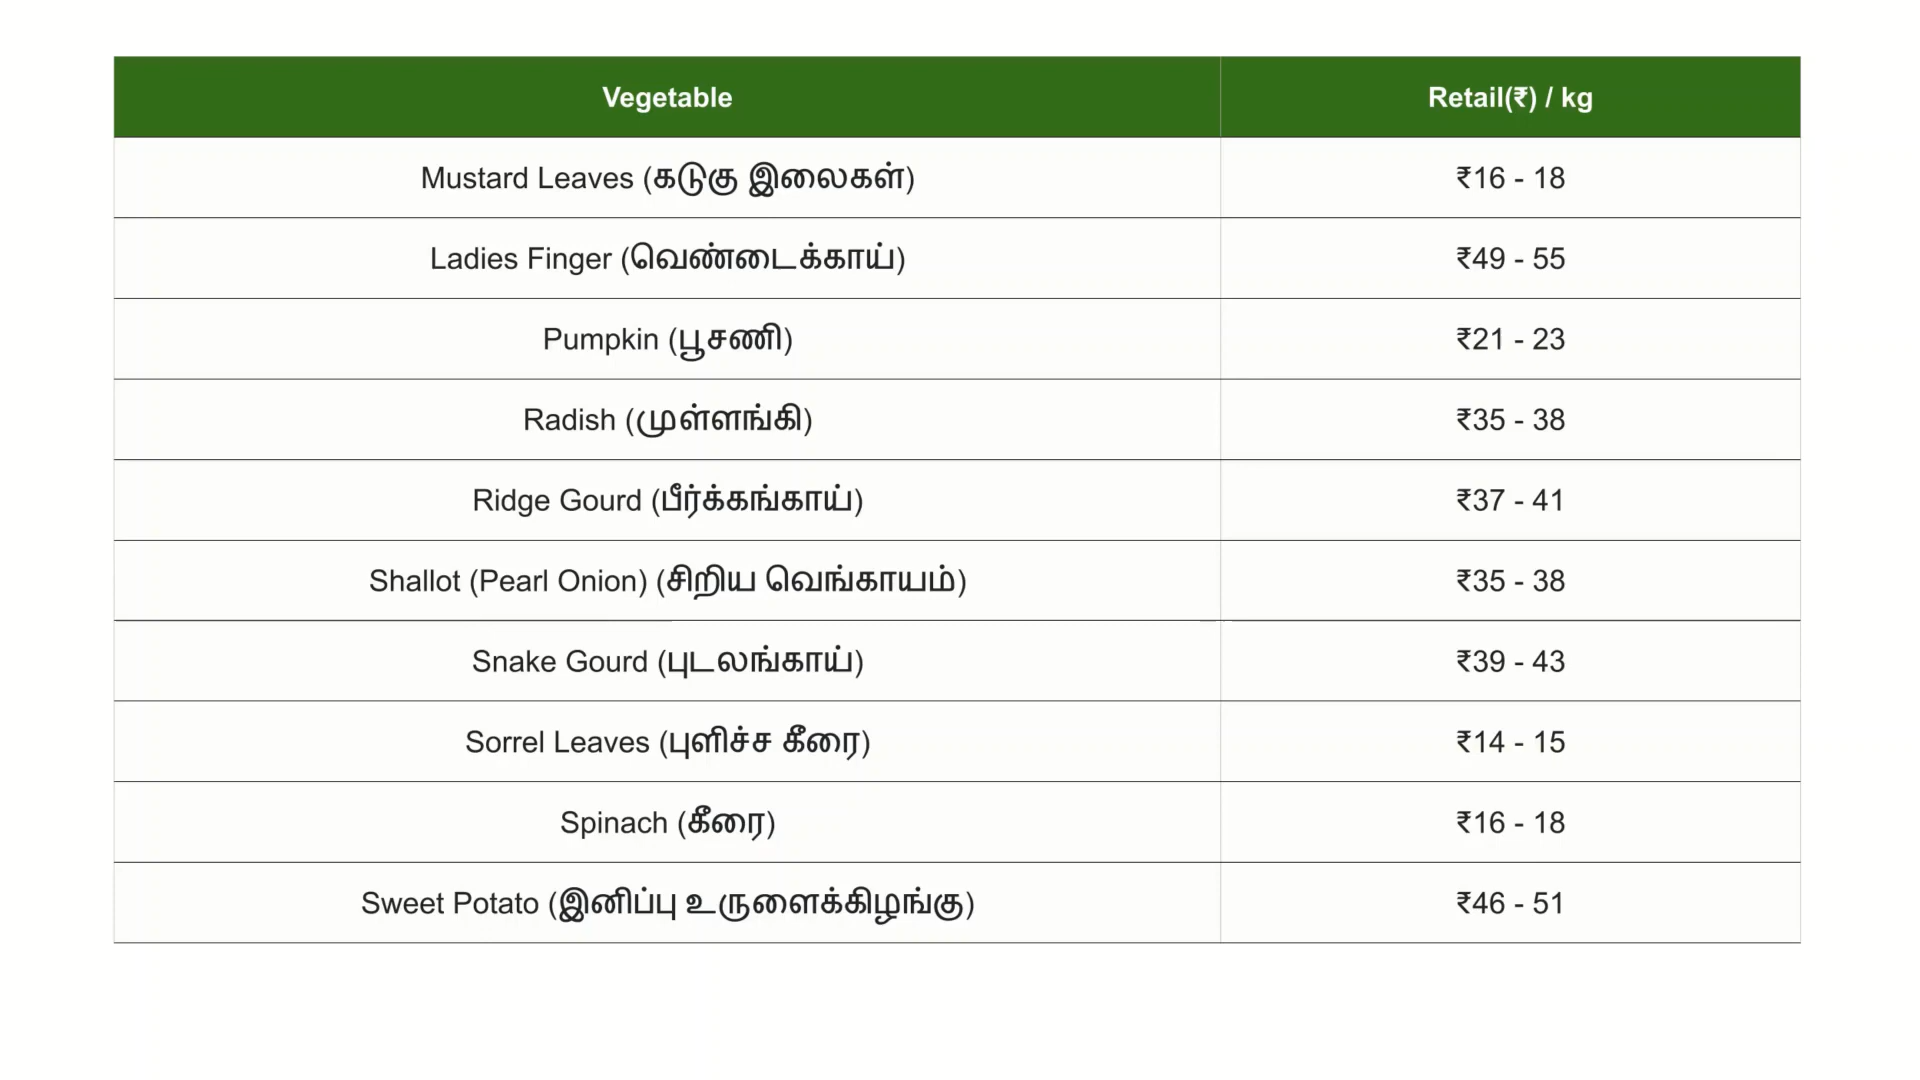 Vegetable Retail(₹) / kg
Mustard Leaves (கடுகு இலைகள்) ₹16 - 18
Ladies Finger (வெண்டைக்காய்) ₹49 - 55
Pumpkin (பூசணி) ₹21 - 23
Radish (முள்ளங்கி) ₹35 - 38
Ridge Gourd (பீர்க்கங்காய்) ₹37 - 41
Shallot (Pearl Onion) (சிறிய வெங்காயம்) ₹35 - 38
Snake Gourd (புடலங்காய்) ₹39 - 43
Sorrel Leaves (புளிச்ச கீரை) ₹14 - 15
Spinach (கீரை) ₹16 - 18
Sweet Potato (இனிப்பு உருளைக்கிழங்கு) ₹46 - 51